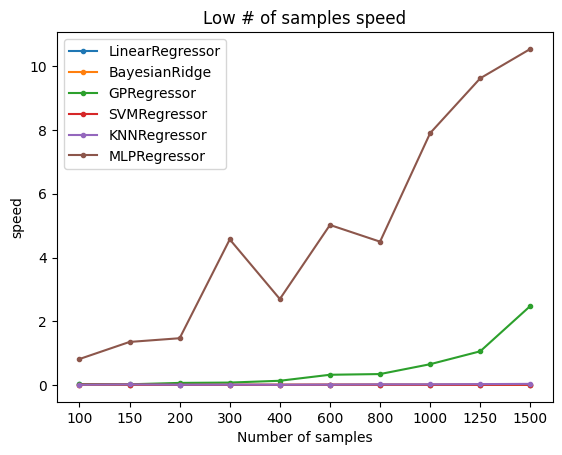 Low # of samples speed
LinearRegressor
BayesianRidge
GPRegressor
SVMRegressor
KNNRegressor
MLPRegressor
10
8
6
4
2
0
speed
100 150 200 300 400 600 800 1000 1250 1500
Number of samples